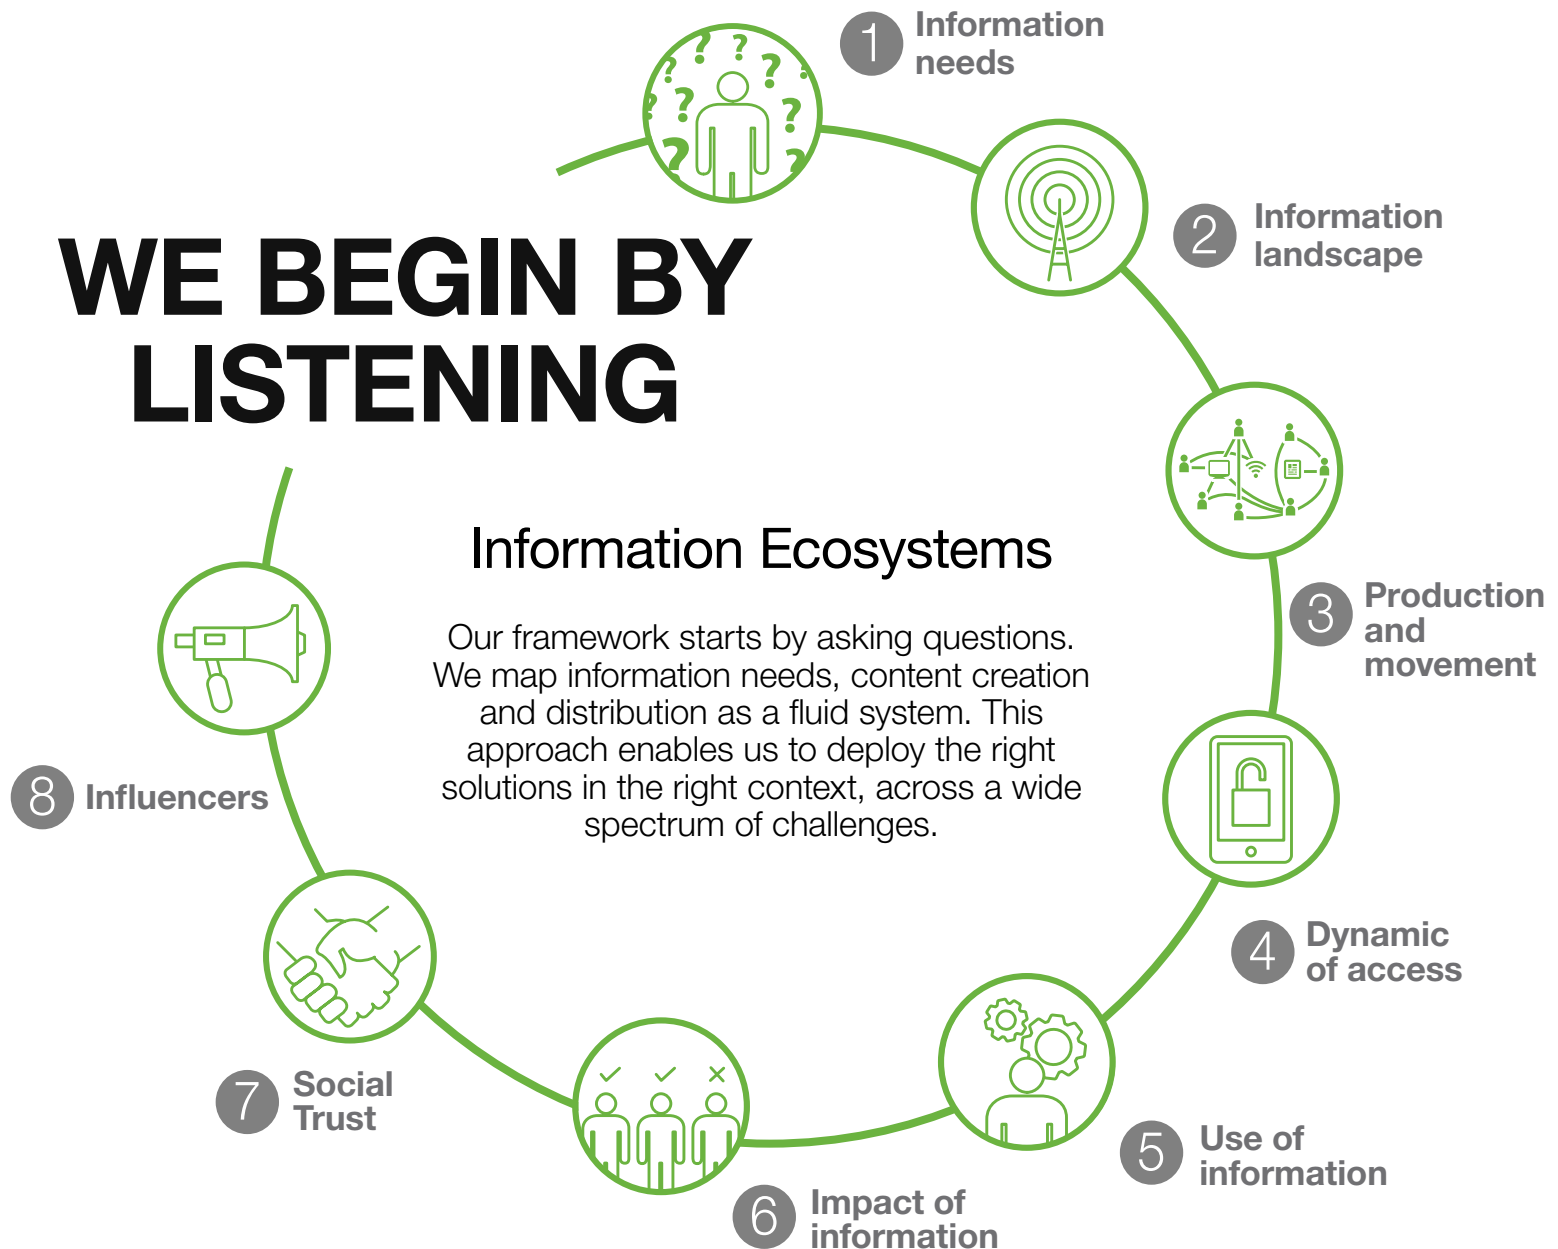 WE BEGIN BY
LISTENING
1
Information
needs
2
Information
landscape
3
Production
and
movement
4
Dynamic
of access
5
Use of
information
6
Impact of
information
7
Social
Trust
8
Influencers
Information Ecosystems
Our framework starts by asking questions.
We map information needs, content creation
and distribution as a fluid system. This
approach enables us to deploy the right
solutions in the right context, across a wide
spectrum of challenges.
? ? ? ? ? ? ? ? ? ?